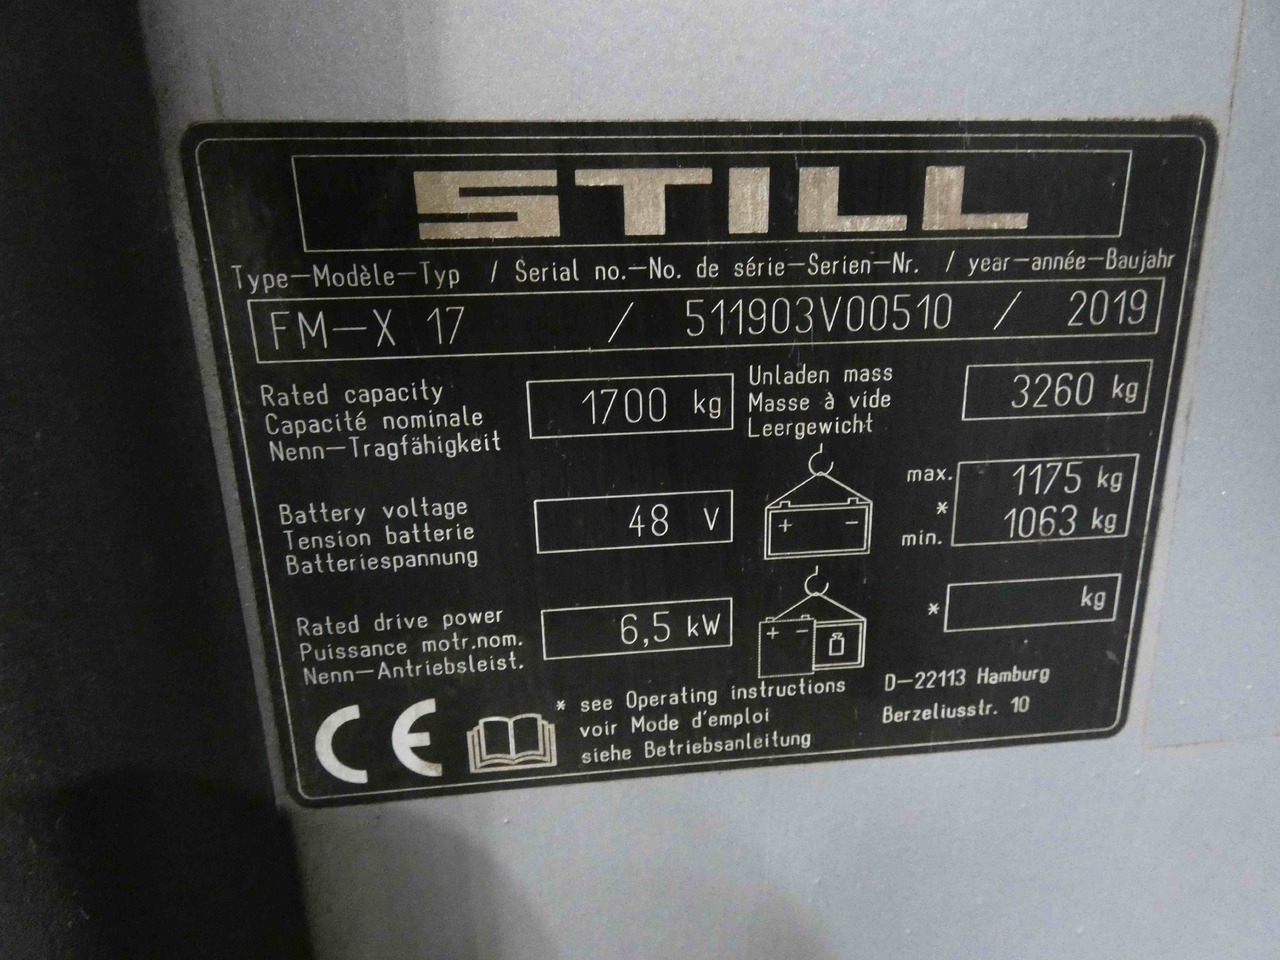 STILL
Type-Modèle-Typ / Serial no.-No. de série-Serien-Nr. / year-année-Baujahr
FM-X 17 / 511903V00510 / 2019
Rated capacity
Capacité nominale
Nenn-Tragfähigkeit
1700 kg
Unladen mass
Masse à vide
Leergewicht
3260 kg
Battery voltage
Tension batterie
Batteriespannung
48 V
+ -
max.
*
min.
1175 kg
1063 kg
Rated drive power
Puissance motr.nom.
Nenn-Antriebsleist.
6,5 kW
+ -
* kg
CE
* see Operating instructions
voir Mode d'emploi
siehe Betriebsanleitung
D-22113 Hamburg
Berzeliusstr. 10